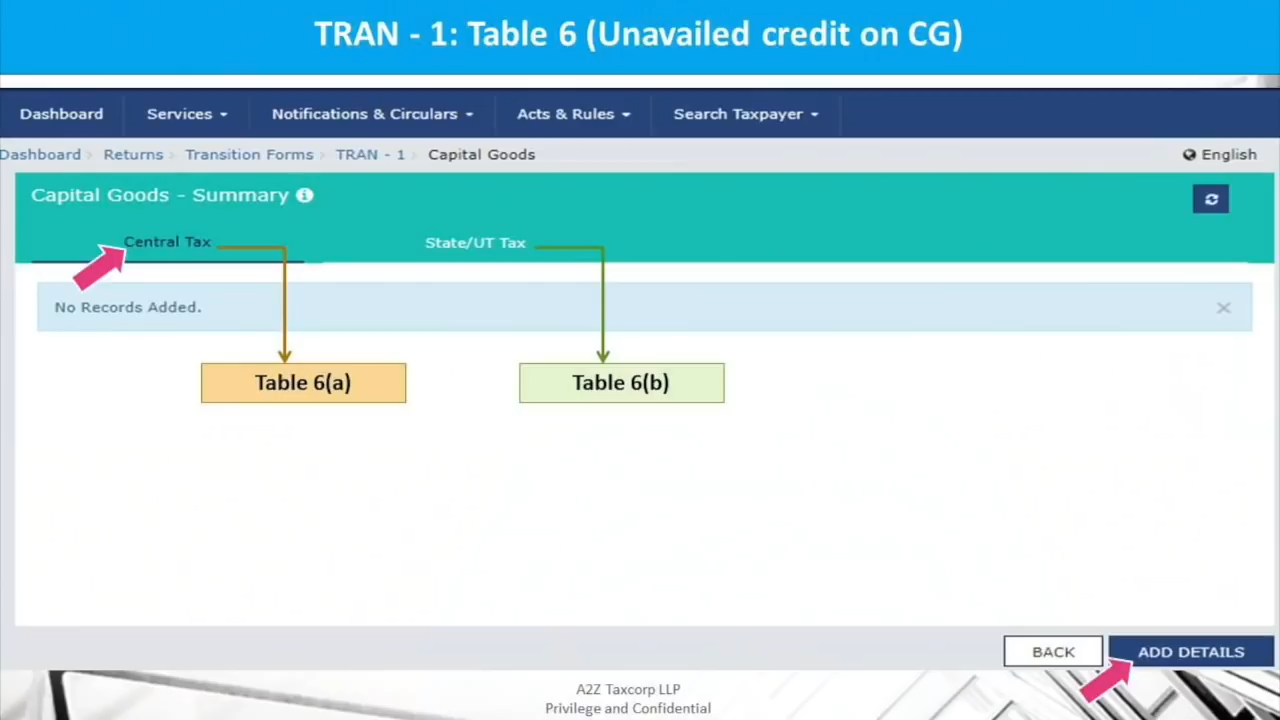 TRAN - 1: Table 6 (Unavailed credit on CG)
Dashboard Services Notifications & Circulars Acts & Rules Search Taxpayer
Dashboard Returns Transition Forms TRAN - 1 Capital Goods English
Capital Goods - Summary
Central Tax State/UT Tax
No Records Added.
Table 6(a) Table 6(b)
BACK ADD DETAILS
A2Z Taxcorp LLP
Privilege and Confidential